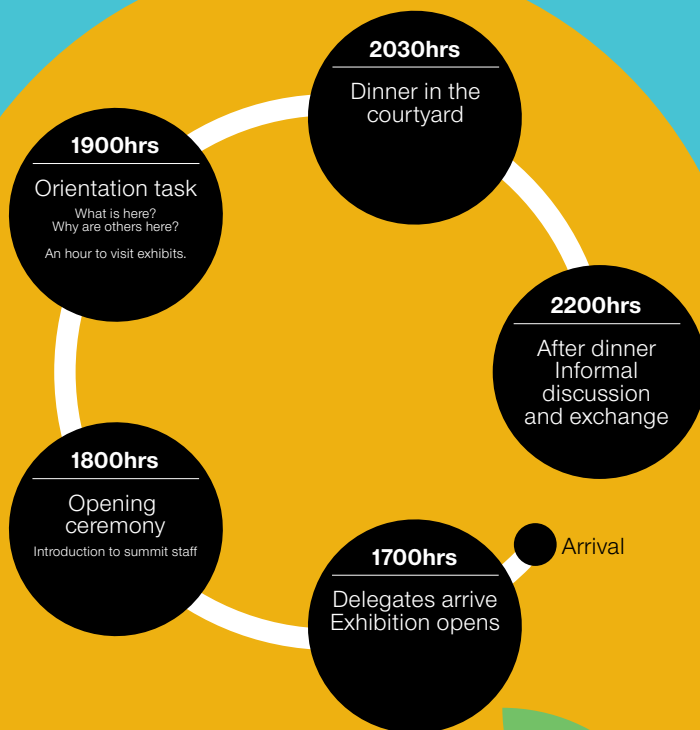 2030hrs
Dinner in the
courtyard
1900hrs
Orientation task
What is here?
Why are others here?
An hour to visit exhibits.
2200hrs
After dinner
Informal
discussion
and exchange
1800hrs
Opening
ceremony
Introduction to summit staff
1700hrs
Delegates arrive
Exhibition opens
Arrival